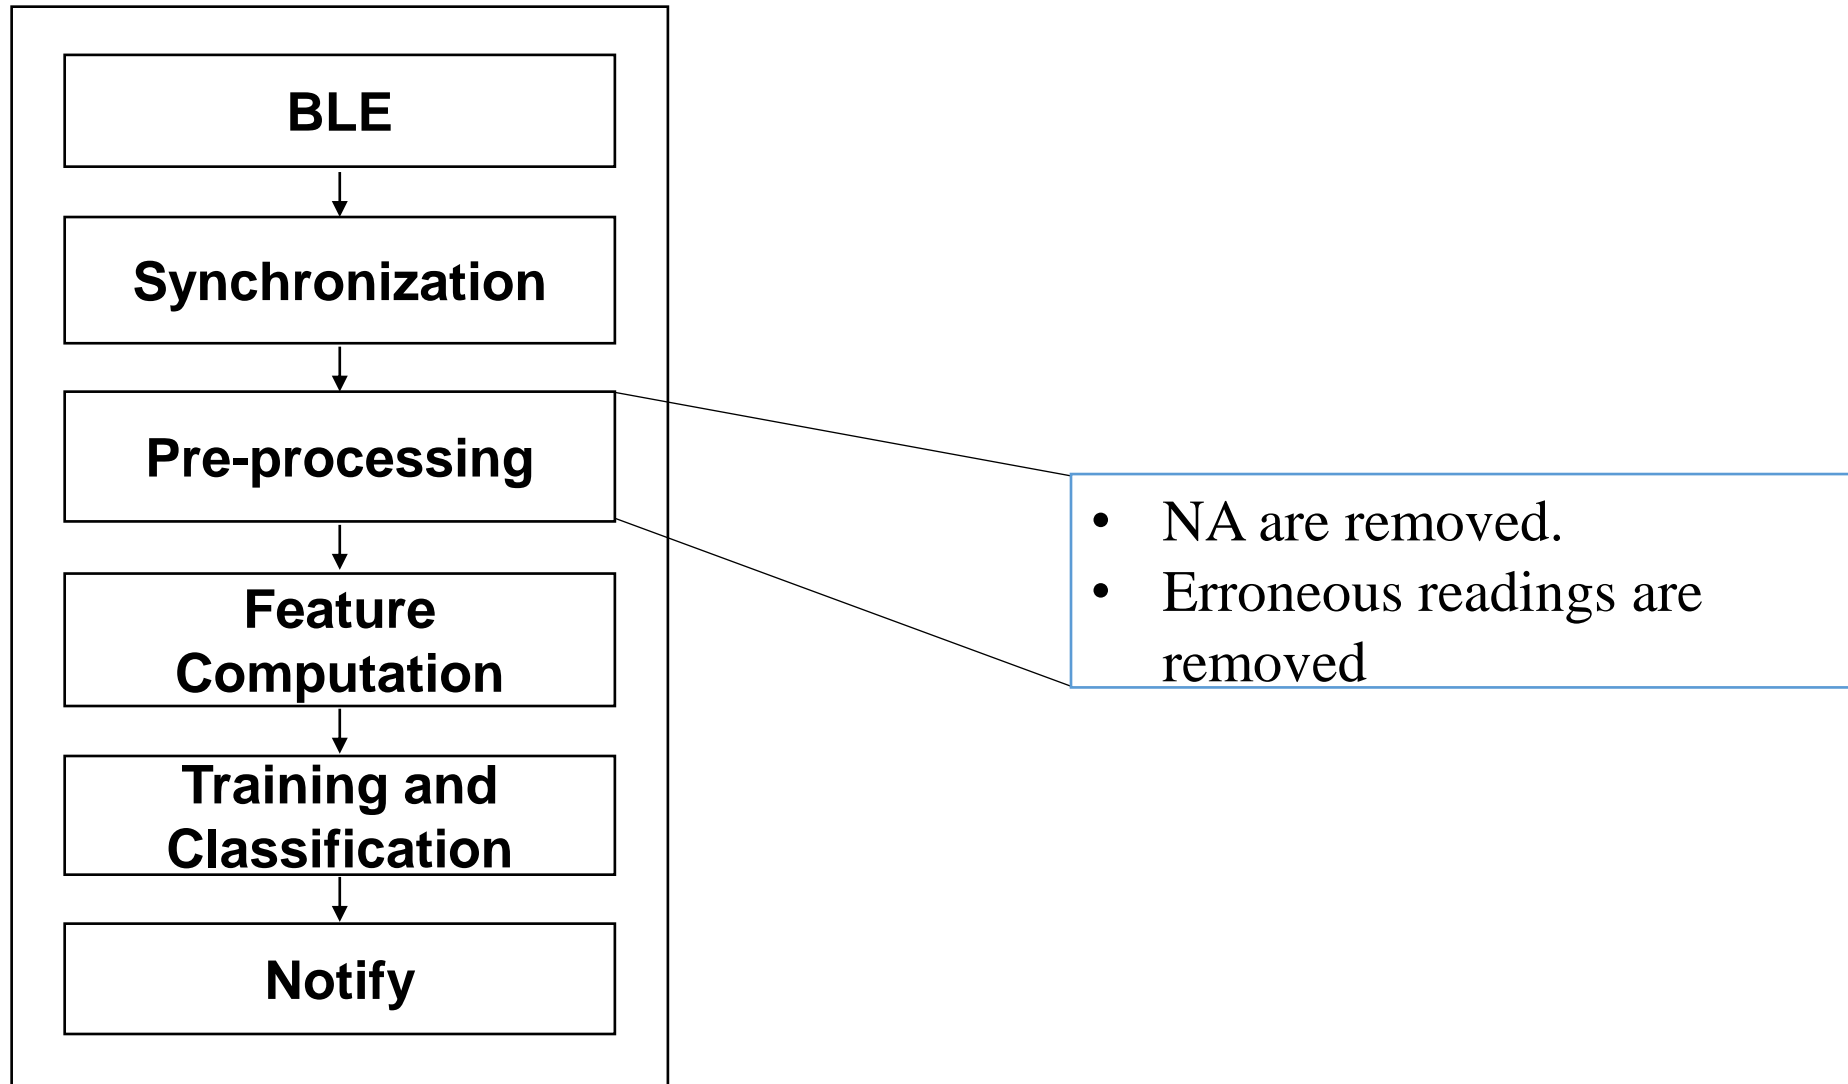 BLE
Synchronization
Pre-processing
Feature
Computation
Training and
Classification
Notify
• NA are removed.
• Erroneous readings are
removed